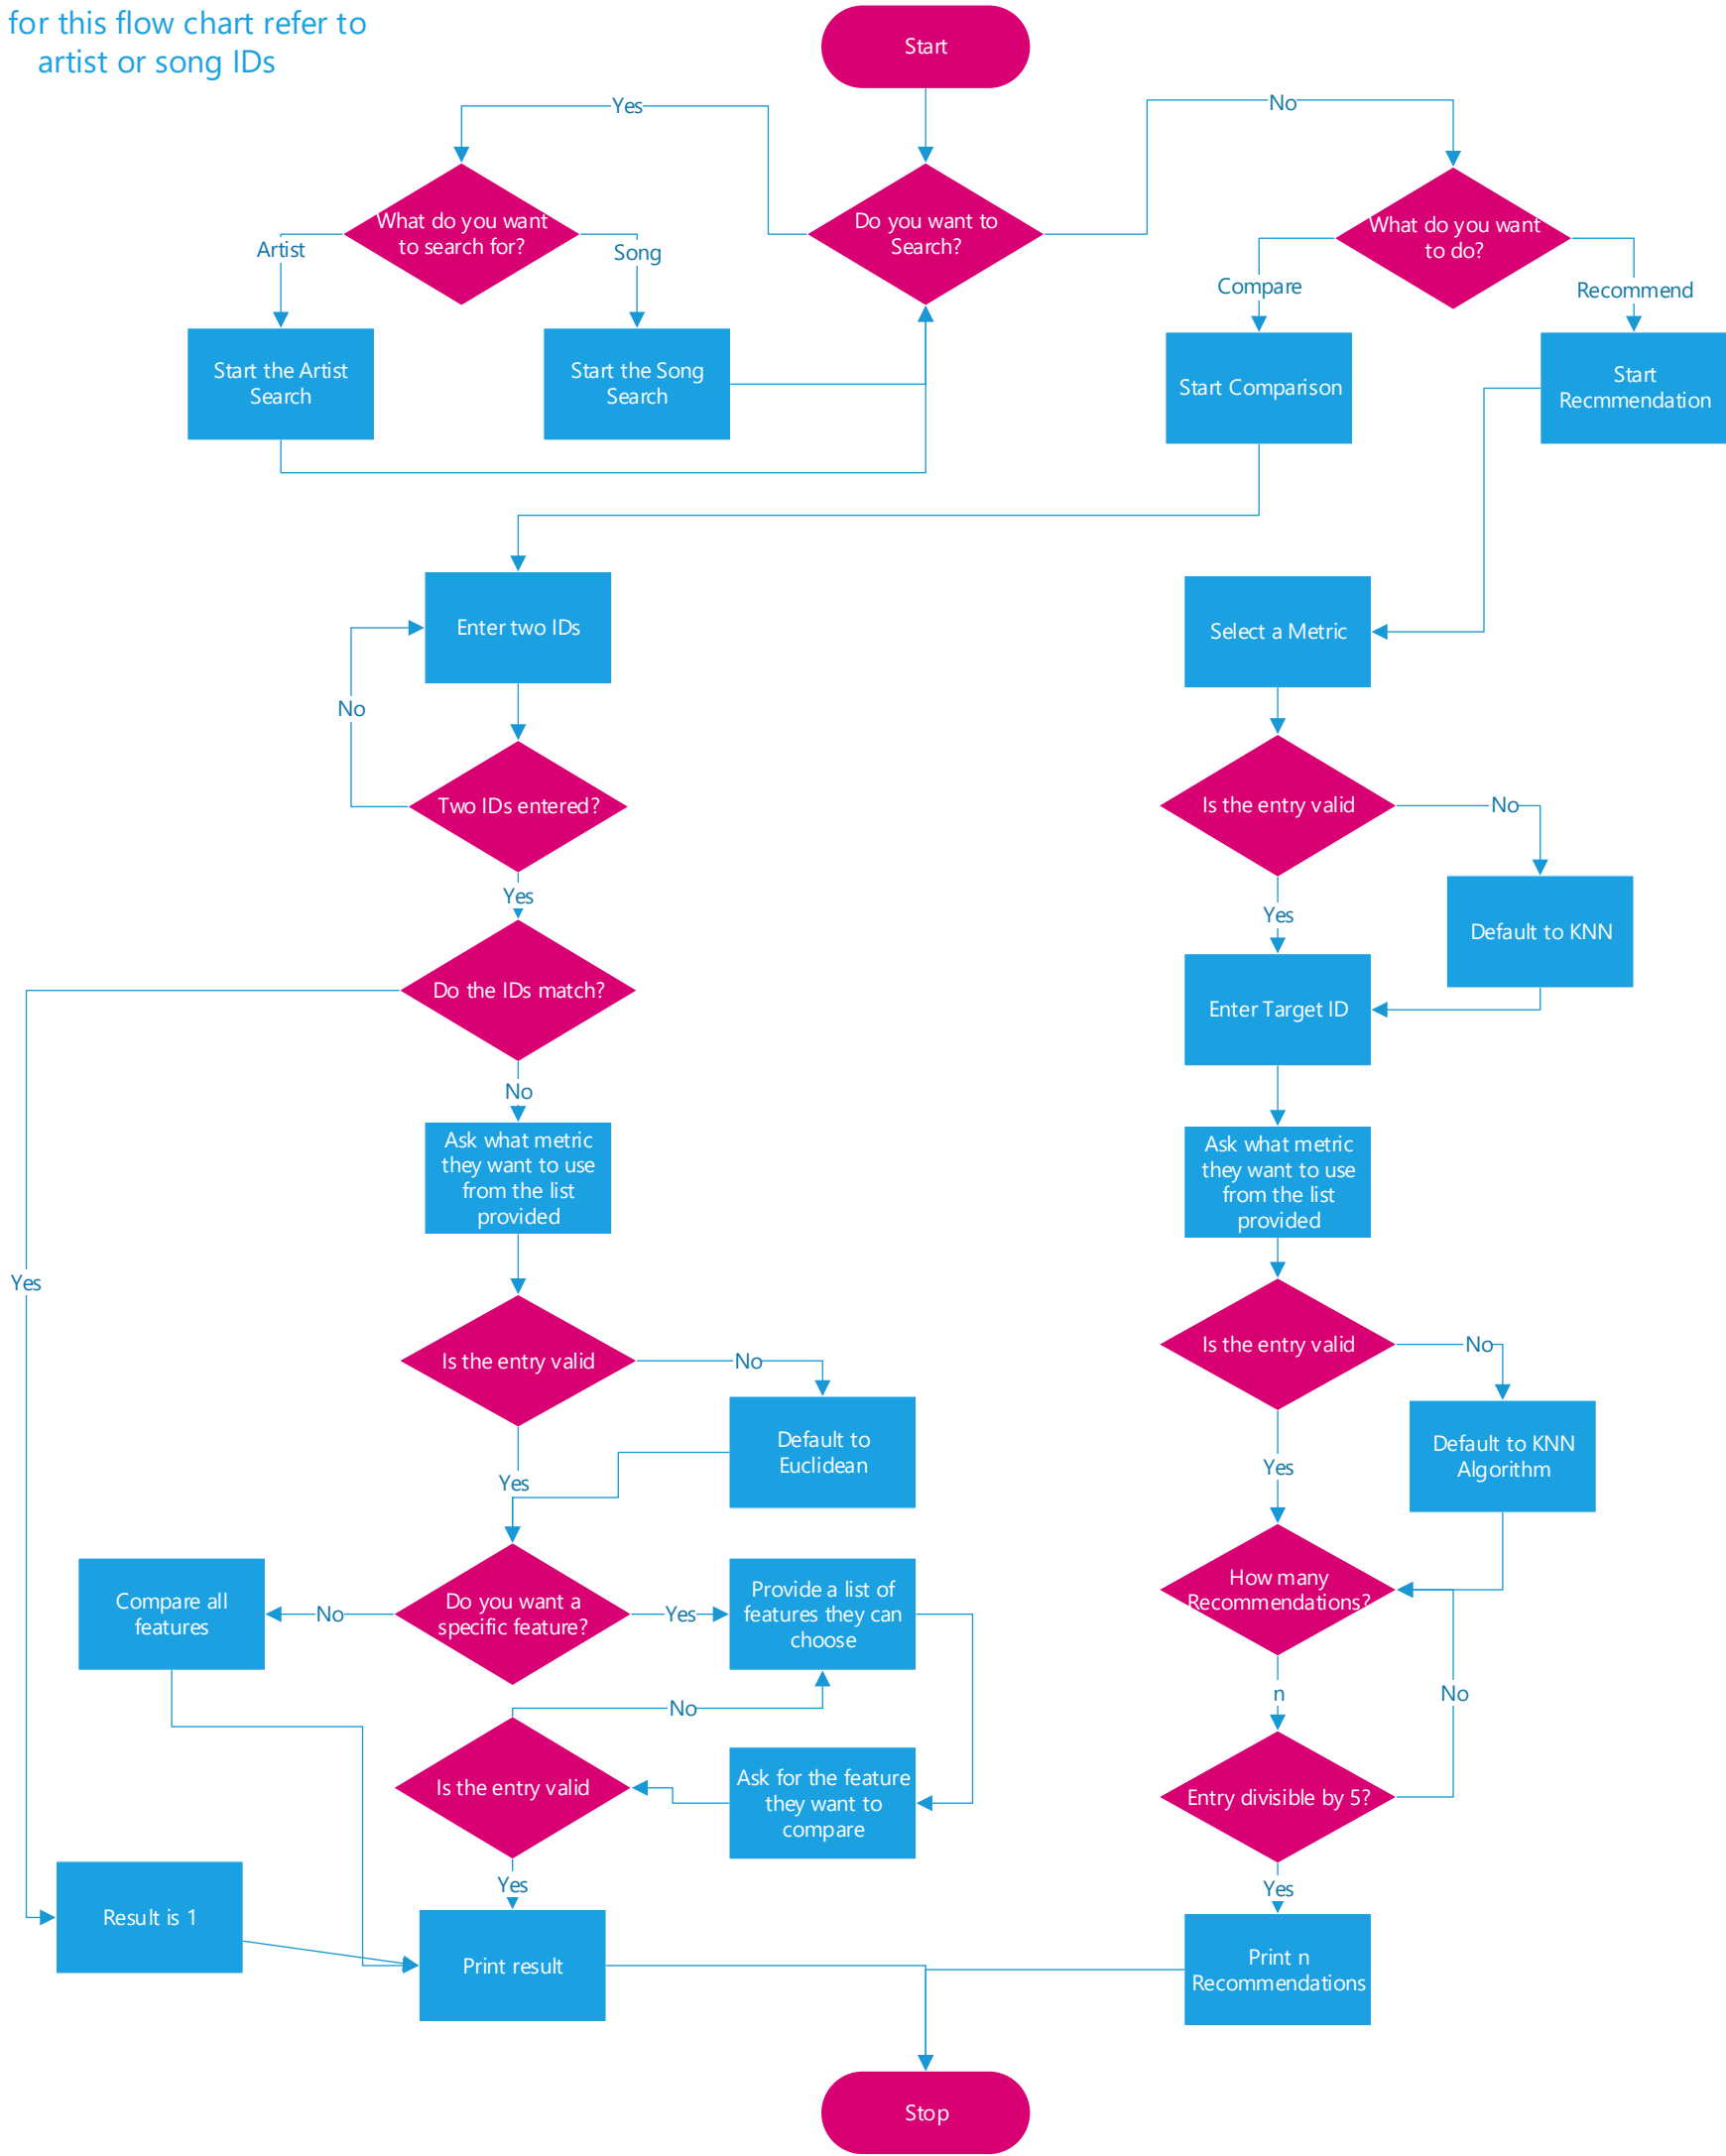 for this flow chart refer to
artist or song IDs
Start
Yes
No
What do you want
to search for?
Do you want to
Search?
What do you want
to do?
Artist
Song
Compare
Recommend
Start the Artist
Search
Start the Song
Search
Start Comparison
Start
Recmmendation
Enter two IDs
Select a Metric
No
Two IDs entered?
Is the entry valid
No
Yes
Yes
Default to KNN
Do the IDs match?
Enter Target ID
No
Ask what metric
they want to use
from the list
provided
Ask what metric
they want to use
from the list
provided
Yes
Is the entry valid
No
Is the entry valid
No
Default to
Euclidean
Default to KNN
Algorithm
Yes
Yes
Compare all
features
No
Do you want a
specific feature?
Yes
Provide a list of
features they can
choose
How many
Recommendations?
n
No
No
Is the entry valid
Ask for the feature
they want to
compare
Entry divisible by 5?
Yes
Yes
Result is 1
Print result
Print n
Recommendations
Stop